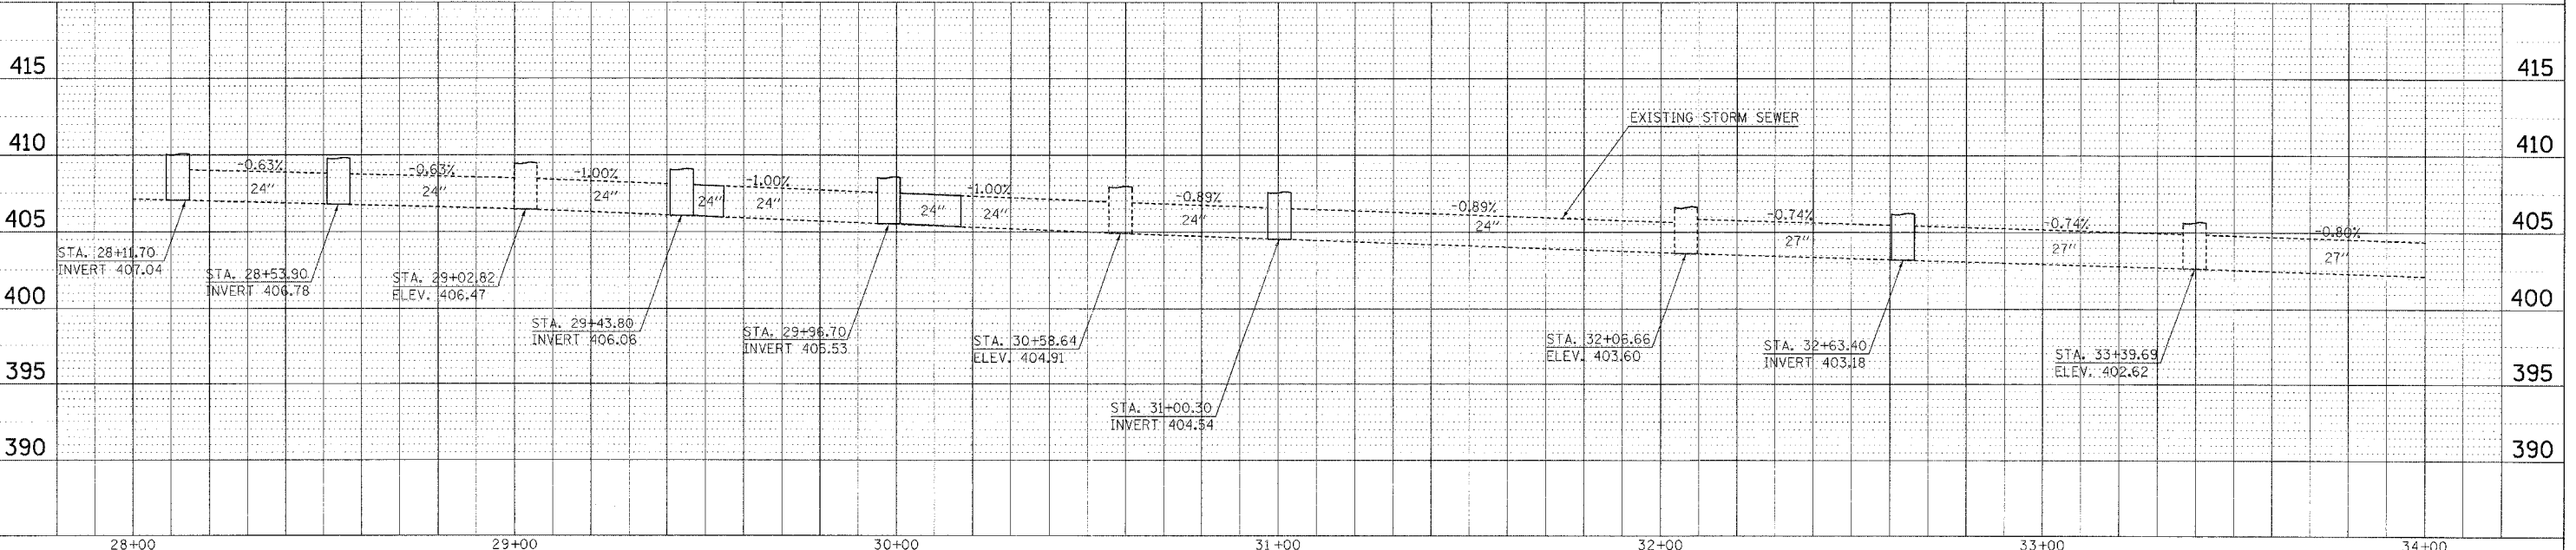 415
415
EXISTING STORM SEWER
410
410
-0.63%
24"
-0.63%
24"
-1.00%
24"
24"
-1.00%
24"
24"
-1.00%
24"
-0.89%
24"
-0.89%
24"
-0.74%
27"
-0.74%
27"
-0.80%
27"
405
405
STA. 28+11.70
INVERT 407.04
STA. 28+53.90
INVERT 406.78
STA. 29+02.82
ELEV. 406.47
STA. 29+43.80
INVERT 406.06
STA. 29+96.70
INVERT 405.53
STA. 30+58.64
ELEV. 404.91
STA. 31+00.30
INVERT 404.54
STA. 32+06.66
ELEV. 403.60
STA. 32+63.40
INVERT 403.18
STA. 33+39.69
ELEV. 402.62
400
400
395
395
390
390
28+00
29+00
30+00
31+00
32+00
33+00
34+00